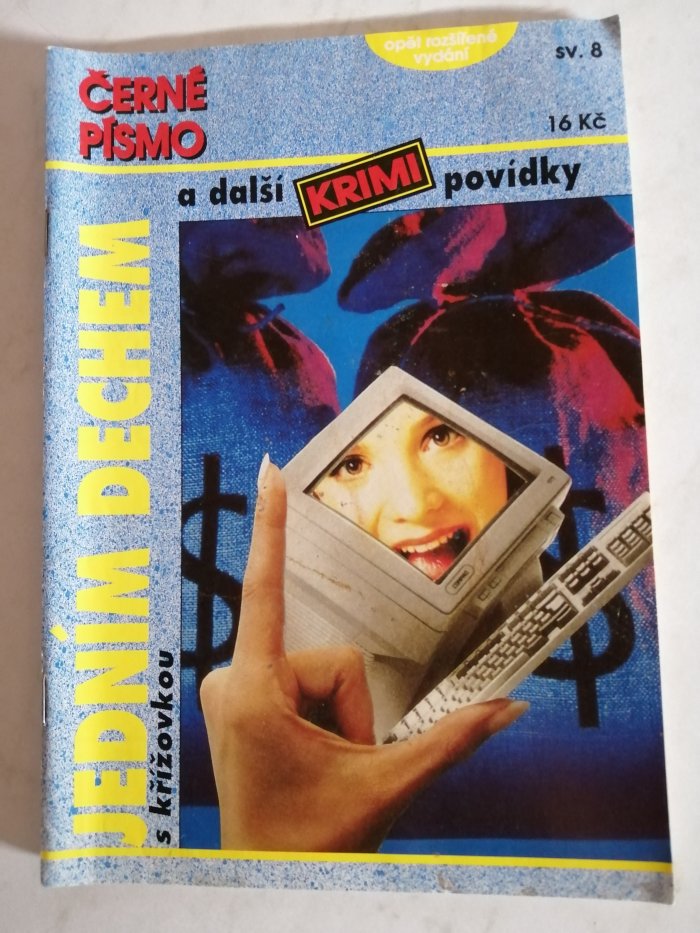 opět rozšířené
vydání
sv. 8
ČERNÉ
PÍSMO
16 Kč
a další KRIMI povídky
JEDNÍM DECHEM
s křížovkou
$ $